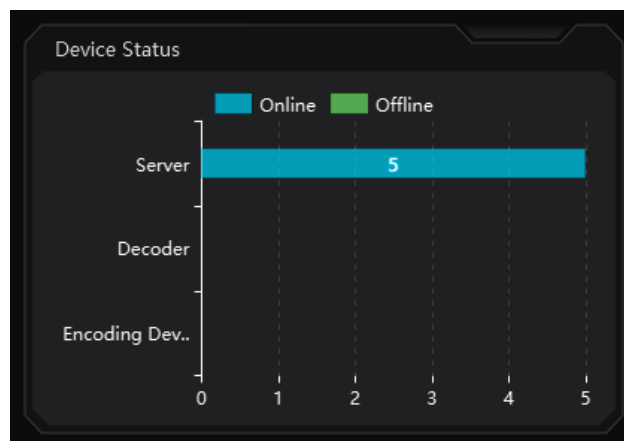 Device Status
Online Offline
Server 5
Decoder
Encoding Dev..
0 1 2 3 4 5